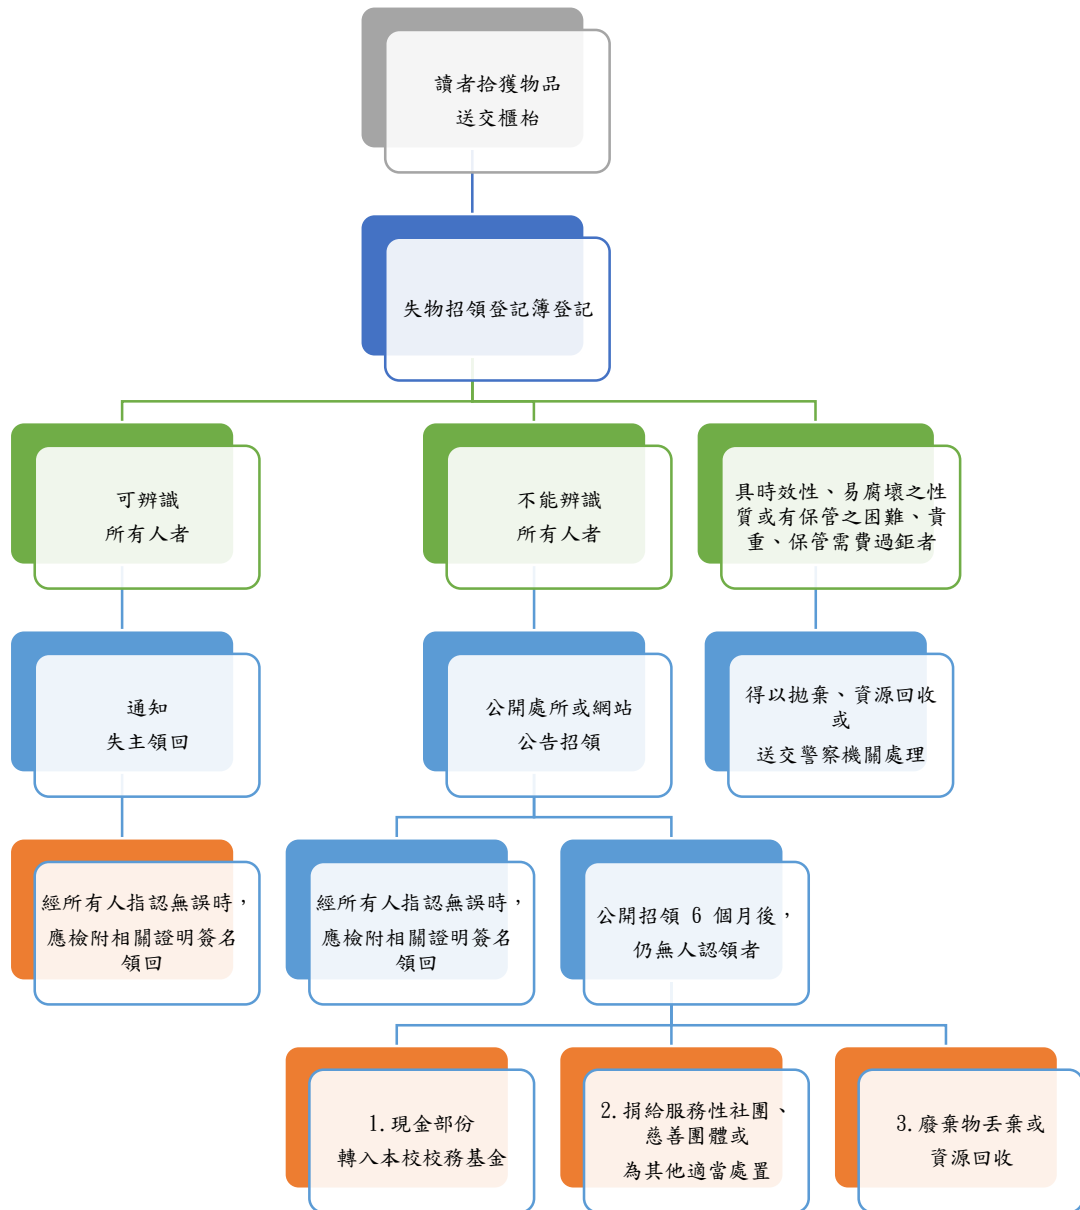 讀者拾獲物品
送交櫃枱
失物招領登記簿登記
可辨識
所有人者
不能辨識
所有人者
具時效性、易腐壞之性
質或有保管之困難、貴
重、保管需費過鉅者
通知
失主領回
公開處所或網站
公告招領
得以拋棄、資源回收
或
送交警察機關處理
經所有人指認無誤時，
應檢附相關證明簽名
領回
經所有人指認無誤時，
應檢附相關證明簽名
領回
公開招領 6 個月後，
仍無人認領者
1.現金部份
轉入本校校務基金
2.捐給服務性社團、
慈善團體或
為其他適當處置
3.廢棄物丟棄或
資源回收